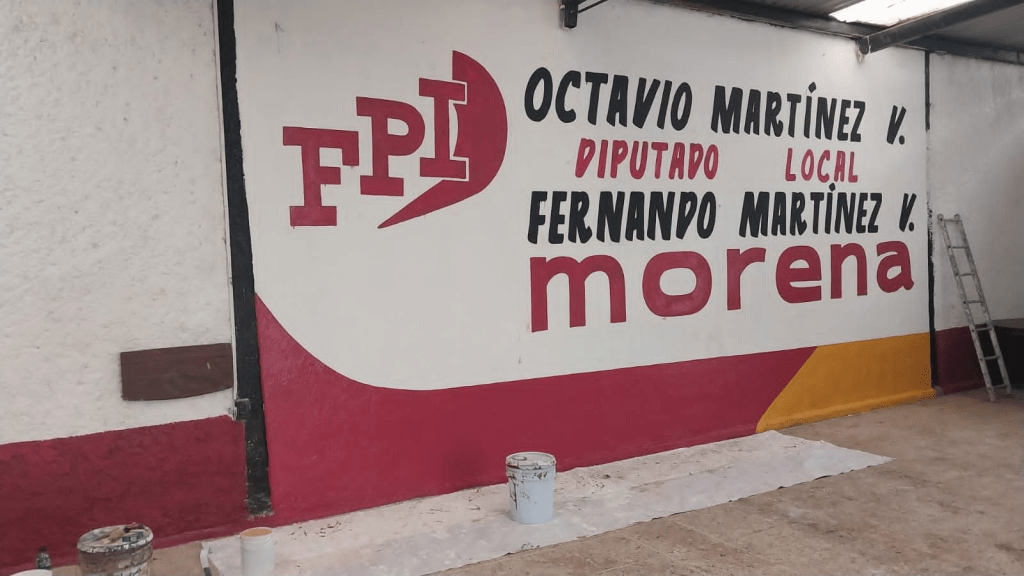 FPI
OCTAVIO MARTÍNEZ V.
DIPUTADO LOCAL
FERNANDO MARTÍNEZ V.
morena